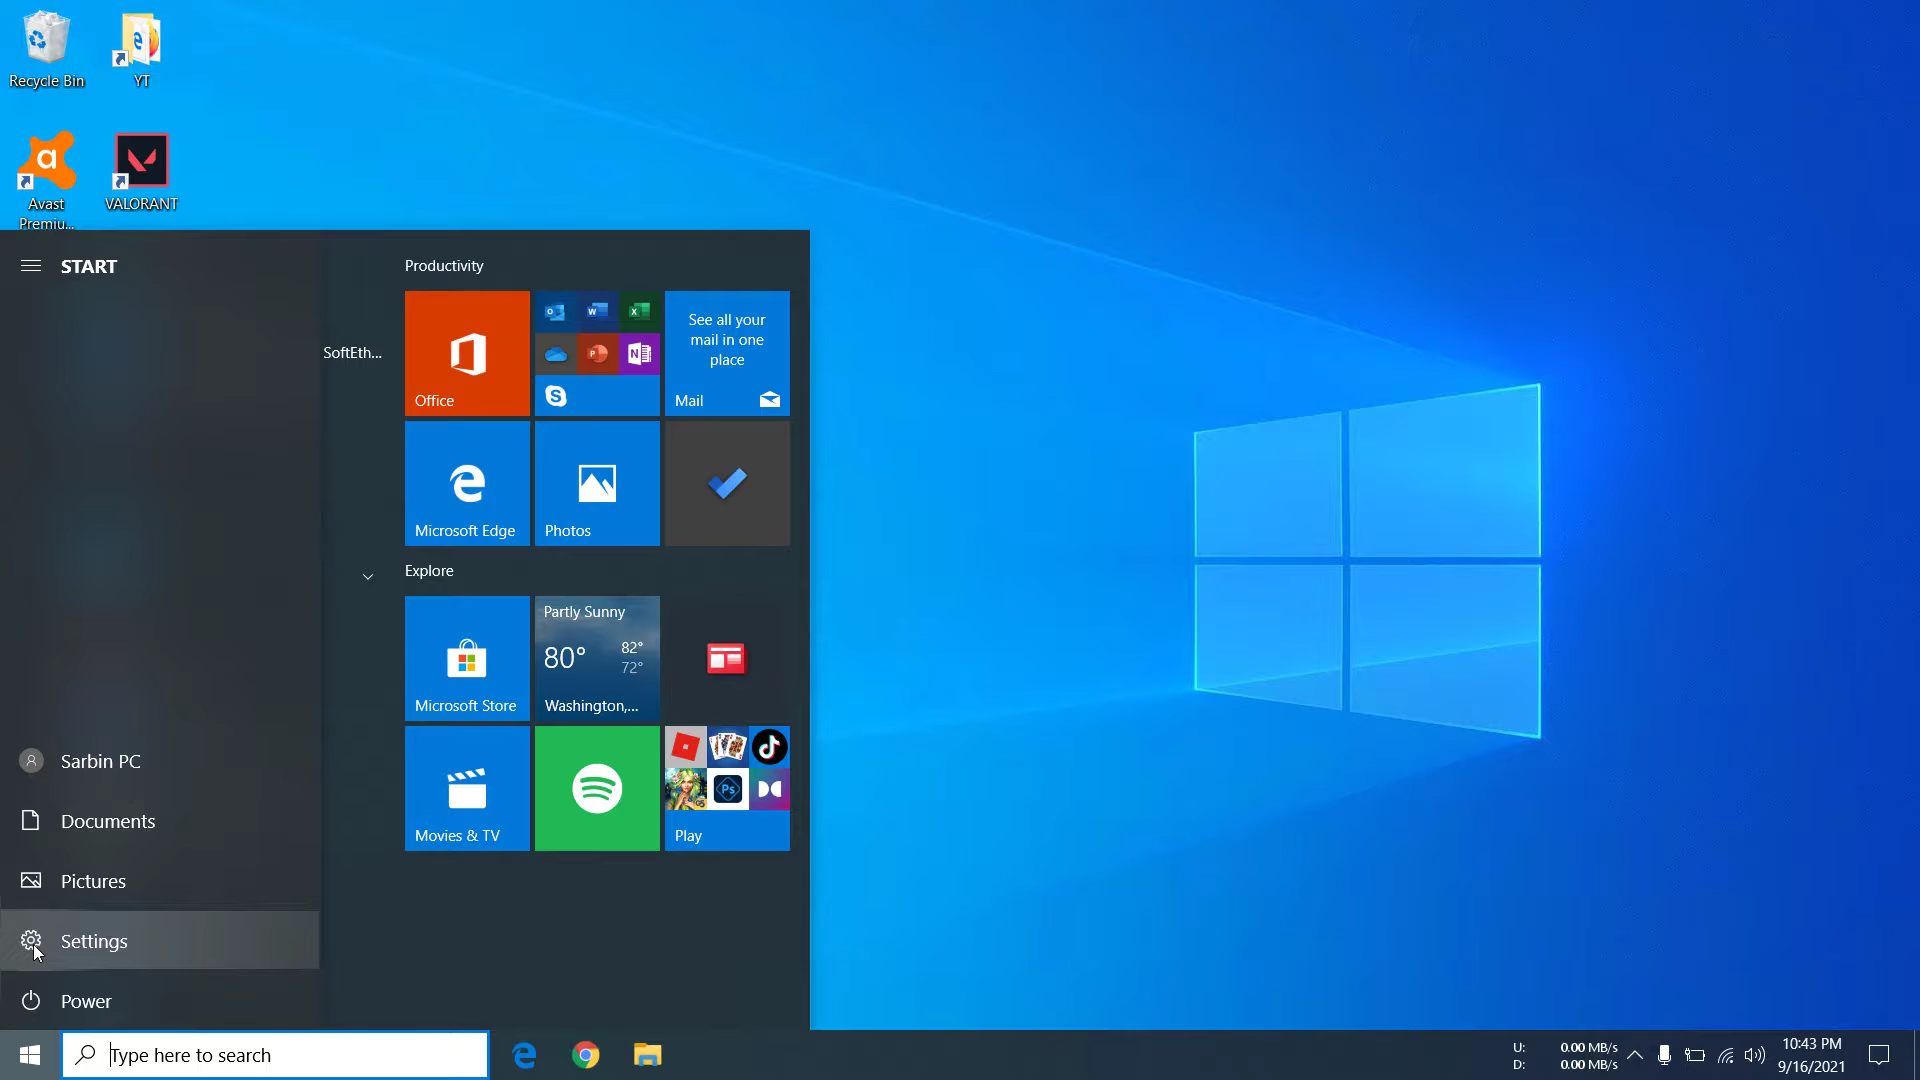 Recycle Bin
YT
Avast
Premiu...
VALORANT
START
SoftEth...
Sarbin PC
Documents
Pictures
Settings
Power
Productivity
Office
See all your
mail in one
place
Mail
Microsoft Edge
Photos
Explore
Microsoft Store
Partly Sunny
80°
82°
72°
Washington,...
Movies & TV
Ps
Play
Type here to search
U: 0.00 MB/s
D: 0.00 MB/s
10:43 PM
9/16/2021